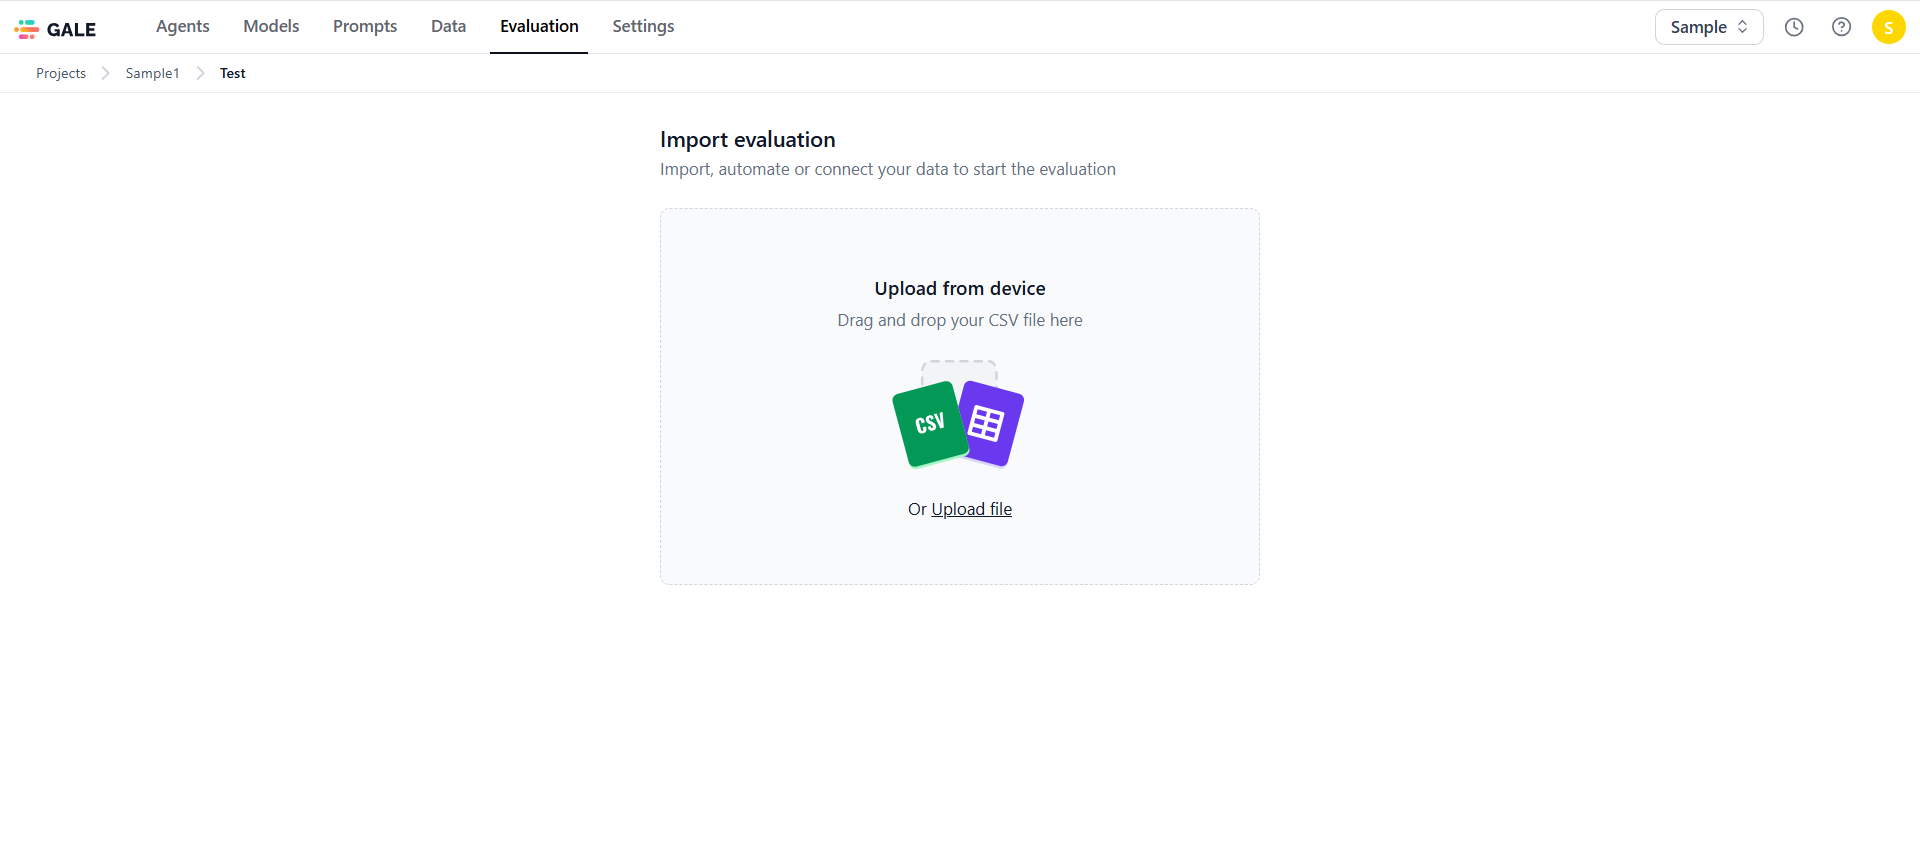 GALE Agents Models Prompts Data Evaluation Settings Sample S
Projects Sample1 Test
Import evaluation
Import, automate or connect your data to start the evaluation
Upload from device
Drag and drop your CSV file here
CSV
Or Upload file